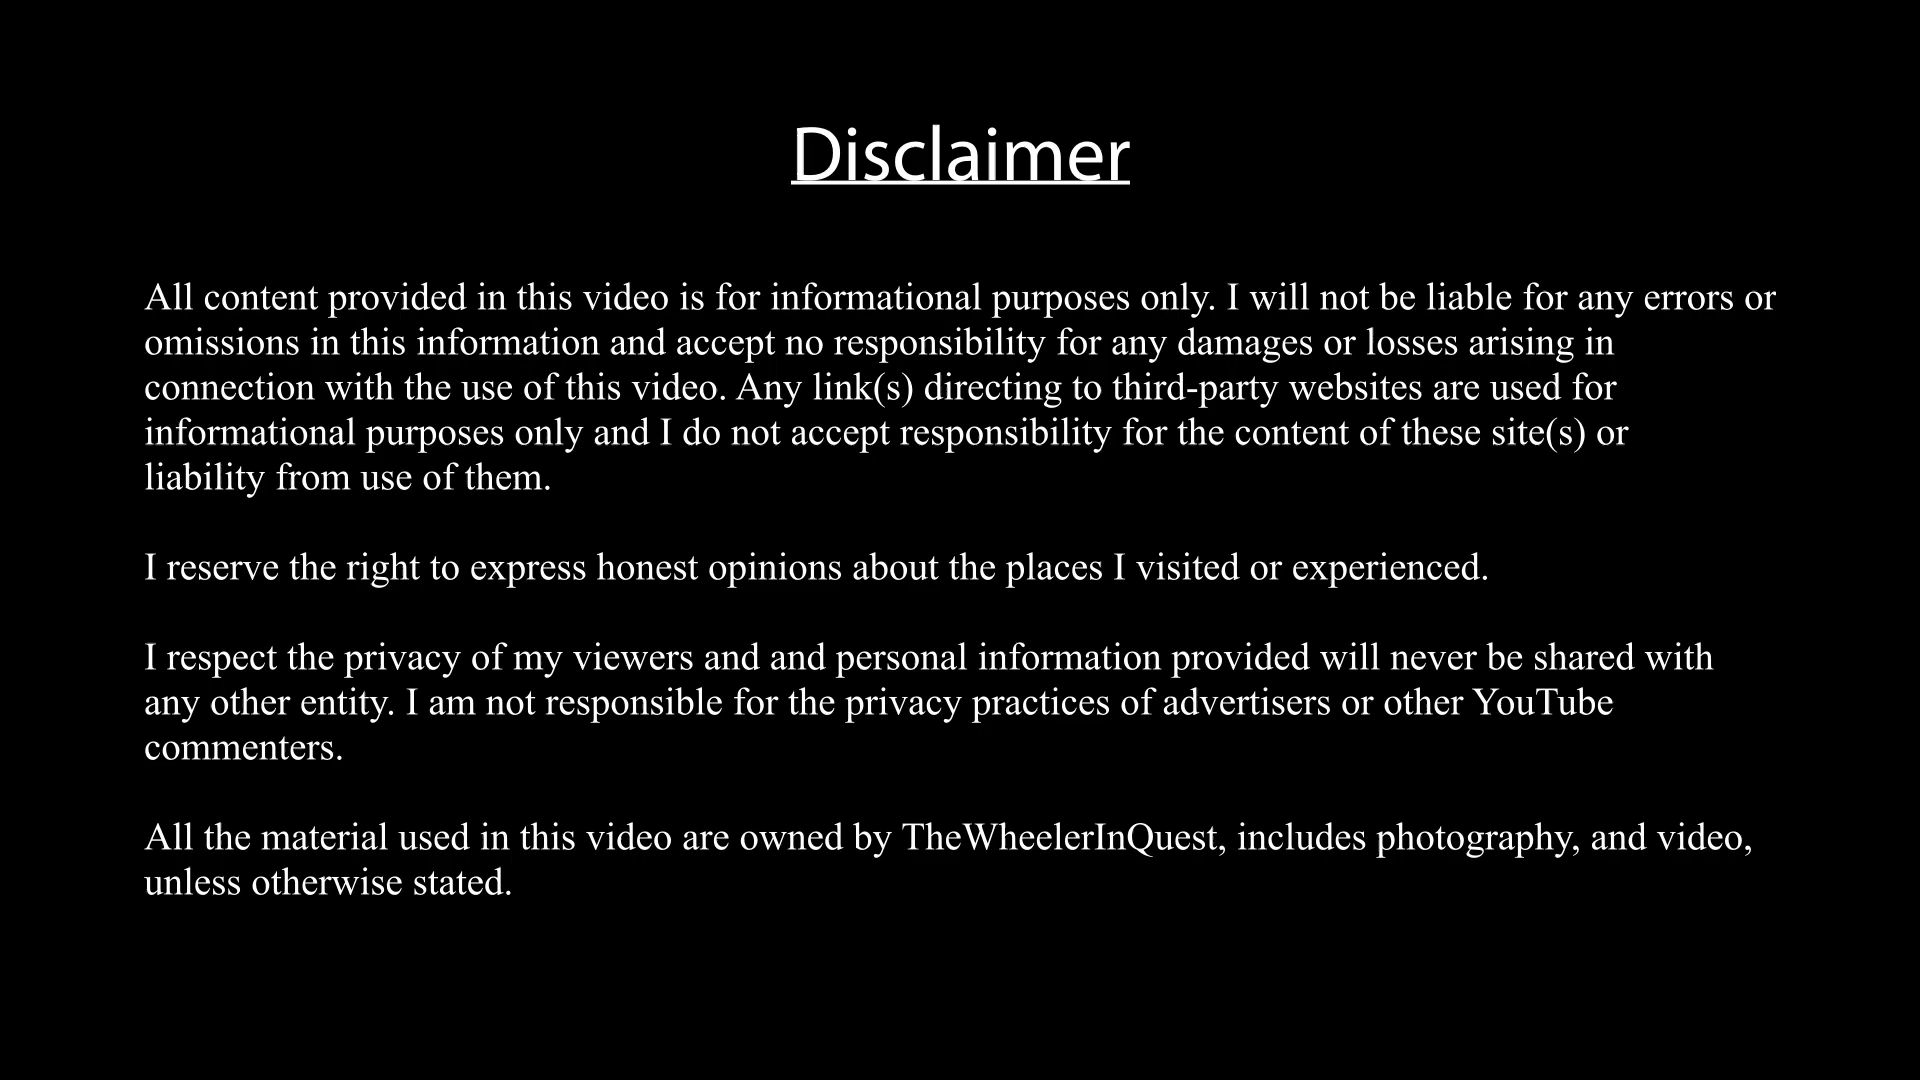 Disclaimer
All content provided in this video is for informational purposes only. I will not be liable for any errors or
omissions in this information and accept no responsibility for any damages or losses arising in
connection with the use of this video. Any link(s) directing to third-party websites are used for
informational purposes only and I do not accept responsibility for the content of these site(s) or
liability from use of them.
I reserve the right to express honest opinions about the places I visited or experienced.
I respect the privacy of my viewers and and personal information provided will never be shared with
any other entity. I am not responsible for the privacy practices of advertisers or other YouTube
commenters.
All the material used in this video are owned by TheWheelerInQuest, includes photography, and video,
unless otherwise stated.